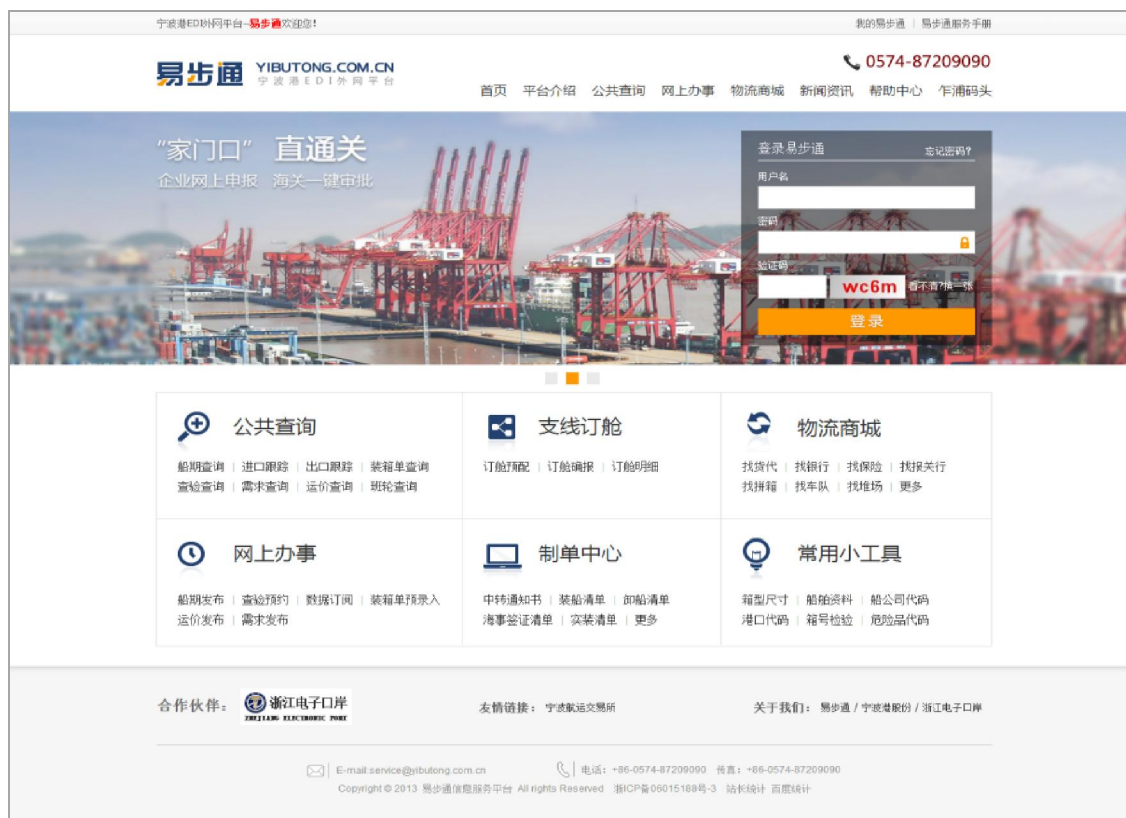 宁波港EDI外网平台-易步通欢迎您！
我的易步通 | 易步通服务手册
易步通 YIBUTONG.COM.CN
宁波港EDI外网平台
0574-87209090
首页 平台介绍 公共查询 网上办事 物流商城 新闻资讯 帮助中心 乍浦码头
“家门口” 直通关
企业网上申报 海关一键审批
登录易步通 忘记密码?
用户名
密码
验证码
wc6m 看不清?换一张
登录
公共查询
船期查询 | 进口跟踪 | 出口跟踪 | 装箱单查询
查验查询 | 需求查询 | 运价查询 | 班轮查询
支线订舱
订舱预配 | 订舱确报 | 订舱明细
物流商城
找货代 | 找银行 | 找保险 | 找报关行
找拼箱 | 找车队 | 找堆场 | 更多
网上办事
船期发布 | 查验预约 | 数据订阅 | 装箱单预录入
运价发布 | 需求发布
制单中心
中转通知书 | 装船清单 | 卸船清单
海事签证清单 | 实装清单 | 更多
常用小工具
箱型尺寸 | 船舶资料 | 船公司代码
港口代码 | 箱号检验 | 危险品代码
合作伙伴： 浙江电子口岸
ZHEJIANG ELECTRONIC PORT
友情链接： 宁波航运交易所
关于我们： 易步通 / 宁波港股份 / 浙江电子口岸
E-mail:service@yibutong.com.cn 电话：+86-0574-87209090 传真：+86-0574-87209090
Copyright © 2013 易步通信息服务平台 All rights Reserved 浙ICP备06015188号-3 站长统计 百度统计